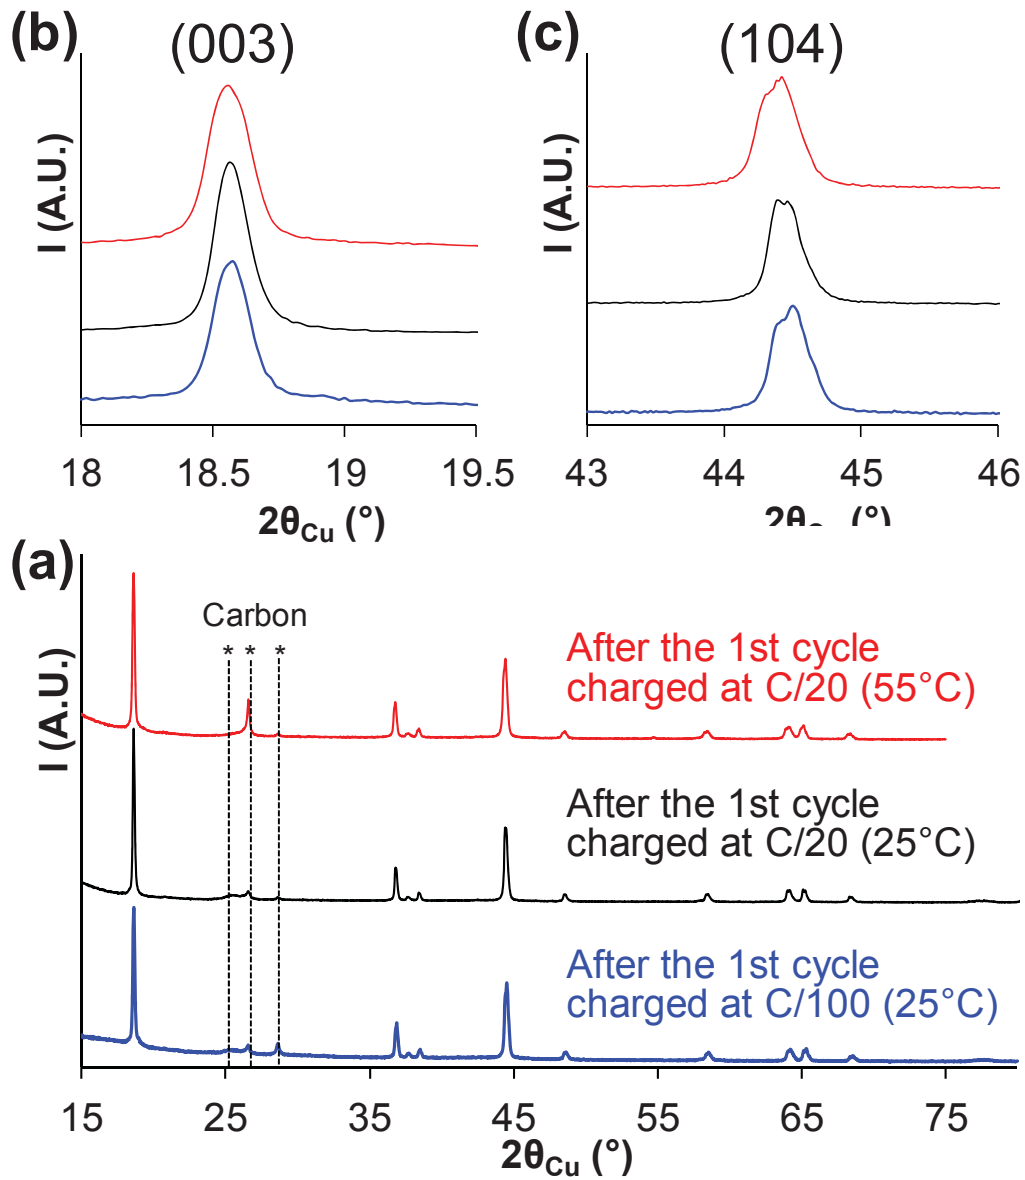 (b)
(003)
I (A.U.)
18 18.5 19 19.5
2θCu (°)
(c)
(104)
I (A.U.)
43 44 45 46
(a)
I (A.U.)
Carbon
* * *
After the 1st cycle
charged at C/20 (55°C)
After the 1st cycle
charged at C/20 (25°C)
After the 1st cycle
charged at C/100 (25°C)
15 25 35 45 55 65 75
2θCu (°)